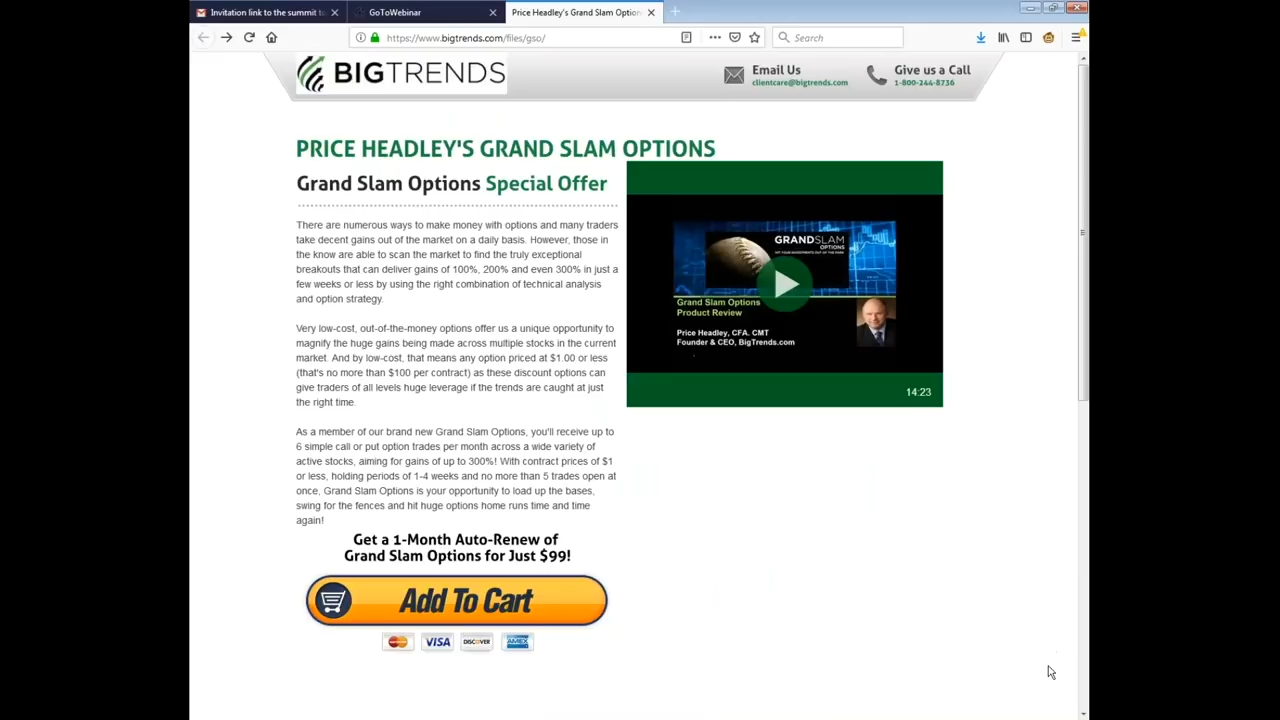 Invitation link to the summit to
GoToWebinar
Price Headley's Grand Slam Option
https://www.bigtrends.com/files/gso/
Search
BIGTRENDS
Email Us
clientcare@bigtrends.com
Give us a Call
1-800-244-8736
PRICE HEADLEY'S GRAND SLAM OPTIONS
Grand Slam Options Special Offer
There are numerous ways to make money with options and many traders
take decent gains out of the market on a daily basis. However, those in
the know are able to scan the market to find the truly exceptional
breakouts that can deliver gains of 100%, 200% and even 300% in just a
few weeks or less by using the right combination of technical analysis
and option strategy.
Very low-cost, out-of-the-money options offer us a unique opportunity to
magnify the huge gains being made across multiple stocks in the current
market. And by low-cost, that means any option priced at $1.00 or less
(that's no more than $100 per contract) as these discount options can
give traders of all levels huge leverage if the trends are caught at just
the right time.
As a member of our brand new Grand Slam Options, you'll receive up to
6 simple call or put option trades per month across a wide variety of
active stocks, aiming for gains of up to 300%! With contract prices of $1
or less, holding periods of 1-4 weeks and no more than 5 trades open at
once, Grand Slam Options is your opportunity to load up the bases,
swing for the fences and hit huge options home runs time and time
again!
GRANDSLAM
OPTIONS
Grand Slam Options
Product Review
Price Headley, CFA. CMT
Founder & CEO, BigTrends.com
14:23
Get a 1-Month Auto-Renew of
Grand Slam Options for Just $99!
Add To Cart
VISA
DISCOVER
AMEX